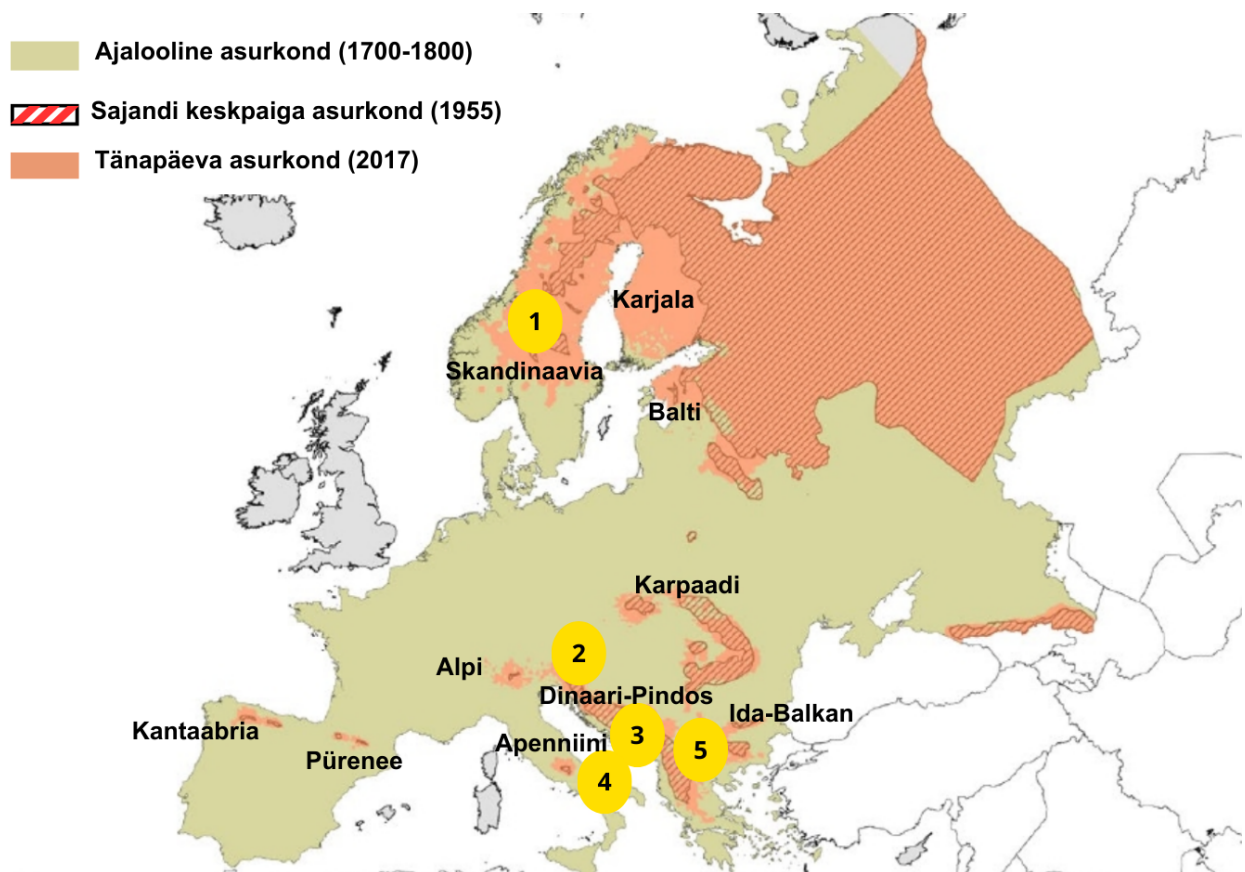 Ajalooline asurkond (1700-1800)
Sajandi keskpaiga asurkond (1955)
Tänapäeva asurkond (2017)
Karjala
1
Skandinaavia
Balti
Karpaadi
2
Alpi
Dinaari-Pindos
Ida-Balkan
Kantaabria
3
Apenniini
5
Pürenee
4